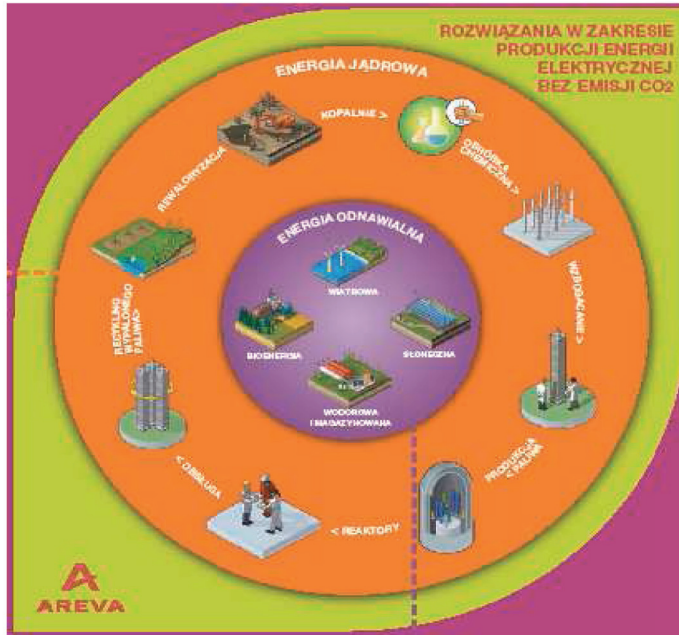 ROZWIĄZANIA W ZAKRESIE
PRODUKCJI ENERGII
ELEKTRYCZNEJ
BEZ EMISJI CO2
ENERGIA JĄDROWA
KOPALNIE >
OBRÓBKA
CHEMICZNA >
WZBOGACANIE >
PRODUKCJA
< PALIWA
< REAKTORY
< OBSŁUGA
RECYKLING
WYPALONEGO
PALIWA>
REWALORYZACJA
ENERGIA ODNAWIALNA
WIATROWA
SŁONECZNA
WODOROWA
I MAGAZYNOWANA
BIOENERGIA
AREVA